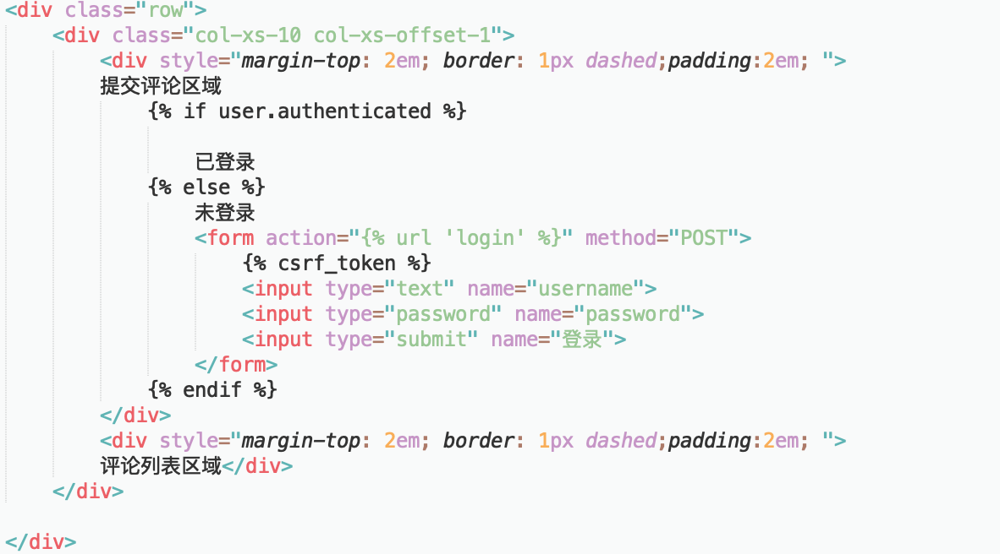 <div class="row">
<div class="col-xs-10 col-xs-offset-1">
<div style="margin-top: 2em; border: 1px dashed;padding:2em; ">
提交评论区域
{% if user.authenticated %}
已登录
{% else %}
未登录
<form action="{% url 'login' %}" method="POST">
{% csrf_token %}
<input type="text" name="username">
<input type="password" name="password">
<input type="submit" name="登录">
</form>
{% endif %}
</div>
<div style="margin-top: 2em; border: 1px dashed;padding:2em; ">
评论列表区域</div>
</div>
</div>